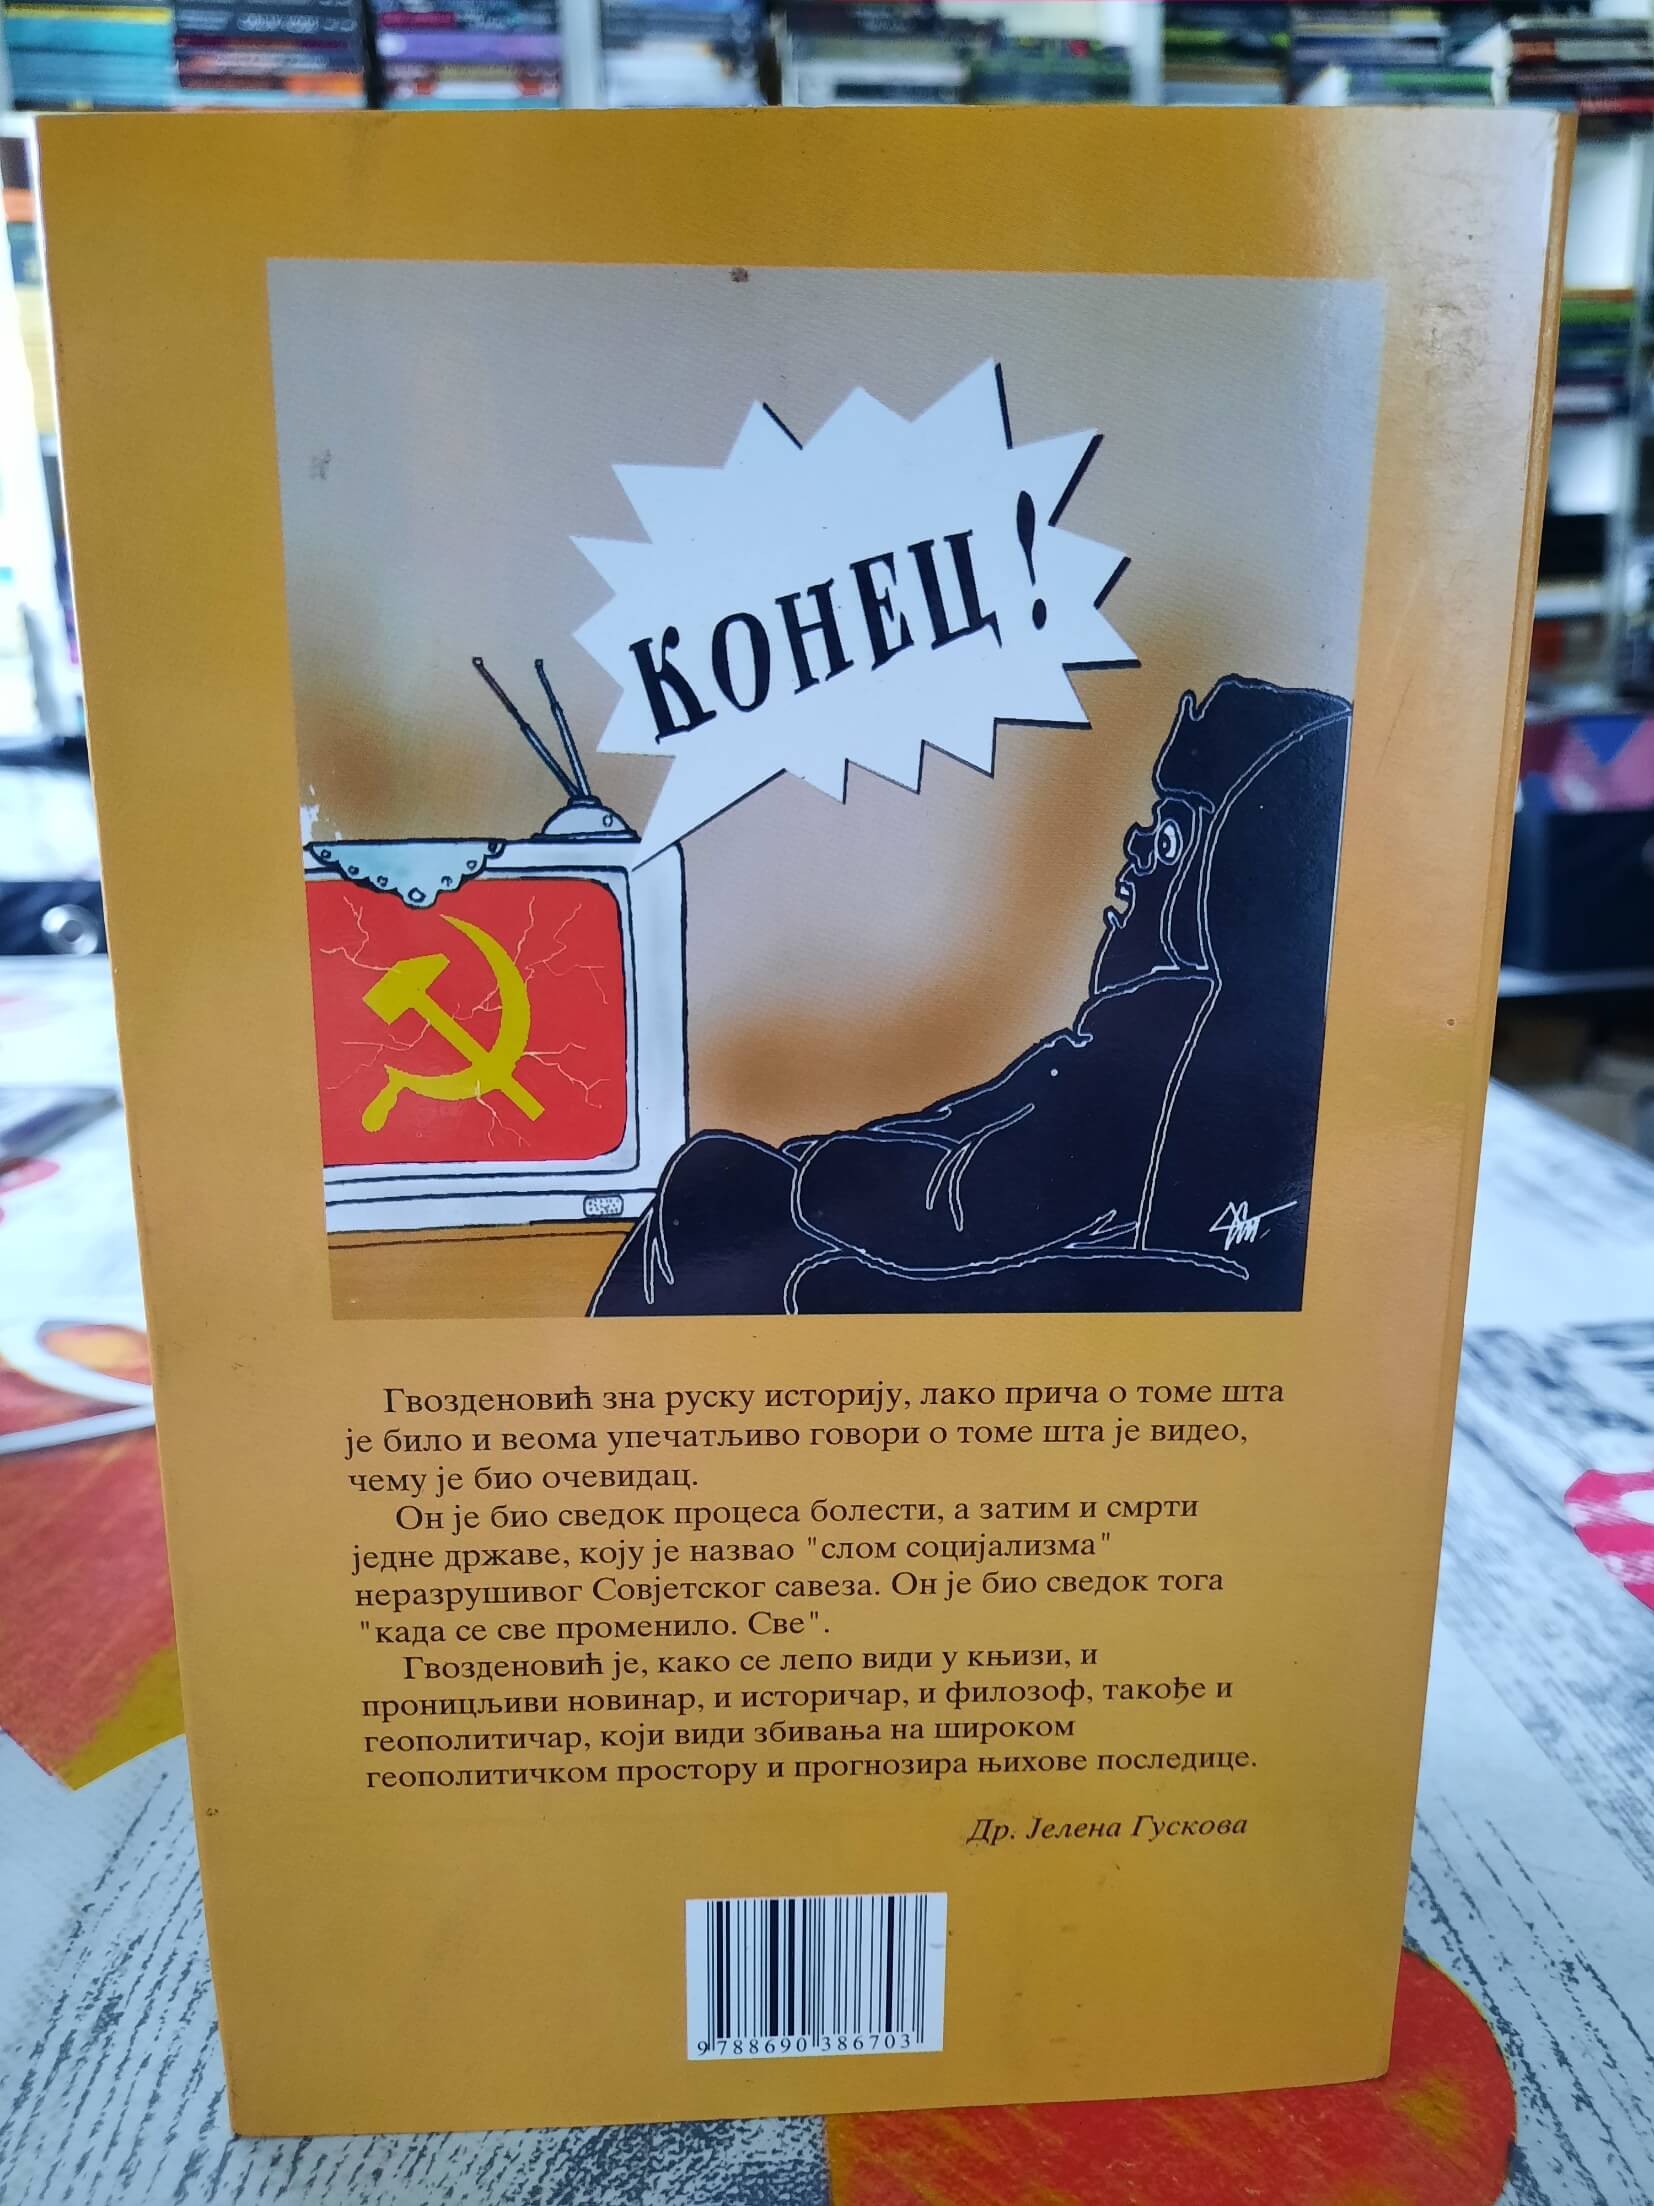 КОНЕЦ!
Гвозденовић зна руску историју, лако прича о томе шта
је било и веома упечатљиво говори о томе шта је видео,
чему је био очевидац.
Он је био сведок процеса болести, а затим и смрти
једне државе, коју је назвао "слом социјализма"
неразрушивог Совјетског савеза. Он је био сведок тога
"када се све променило. Све".
Гвозденовић је, како се лепо види у књизи, и
проницљиви новинар, и историчар, и филозоф, такође и
геополитичар, који види збивања на широком
геополитичком простору и прогнозира њихове последице.
Др. Јелена Гускова
9 788690 386703